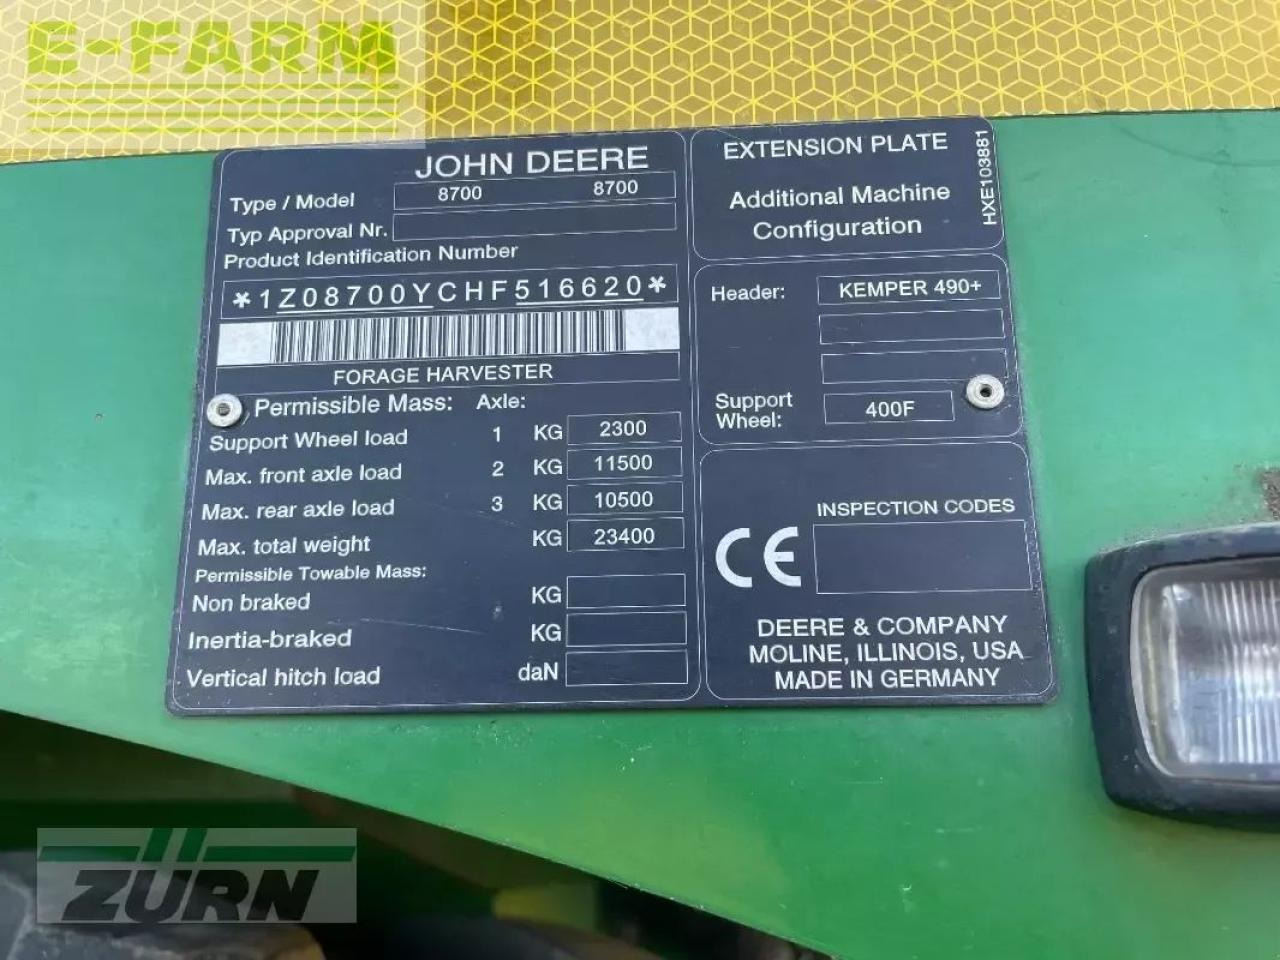 E-FARM
JOHN DEERE
Type / Model 8700 8700
Typ Approval Nr.
Product Identification Number
*1Z08700YCHF516620*
FORAGE HARVESTER
Permissible Mass: Axle:
Support Wheel load 1 KG 2300
Max. front axle load 2 KG 11500
Max. rear axle load 3 KG 10500
Max. total weight KG 23400
Permissible Towable Mass:
Non braked KG
Inertia-braked KG
Vertical hitch load daN
EXTENSION PLATE
Additional Machine
Configuration
HXE103881
Header: KEMPER 490+
Support
Wheel: 400F
INSPECTION CODES
CE
DEERE & COMPANY
MOLINE, ILLINOIS, USA
MADE IN GERMANY
ZÜRN